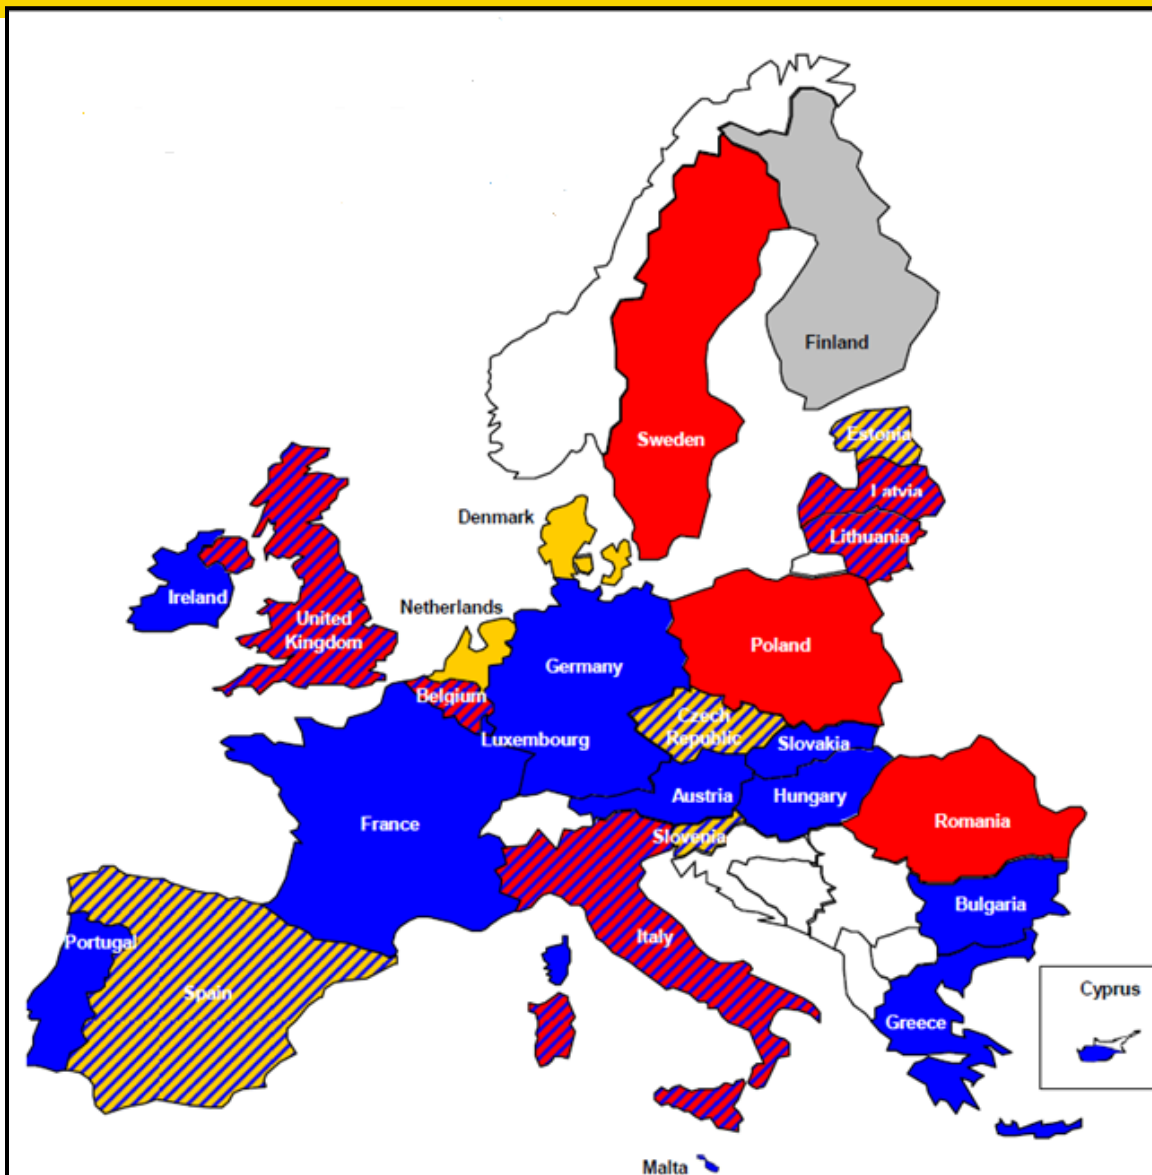 Finland
Estonia
Sweden
Latvia
Denmark
Lithuania
Ireland
Netherlands
United
Kingdom
Poland
Germany
Belgium
Czech
Republic
Luxembourg
Slovakia
Austria
Hungary
France
Romania
Slovenia
Bulgaria
Portugal
Italy
Spain
Cyprus
Greece
Malta